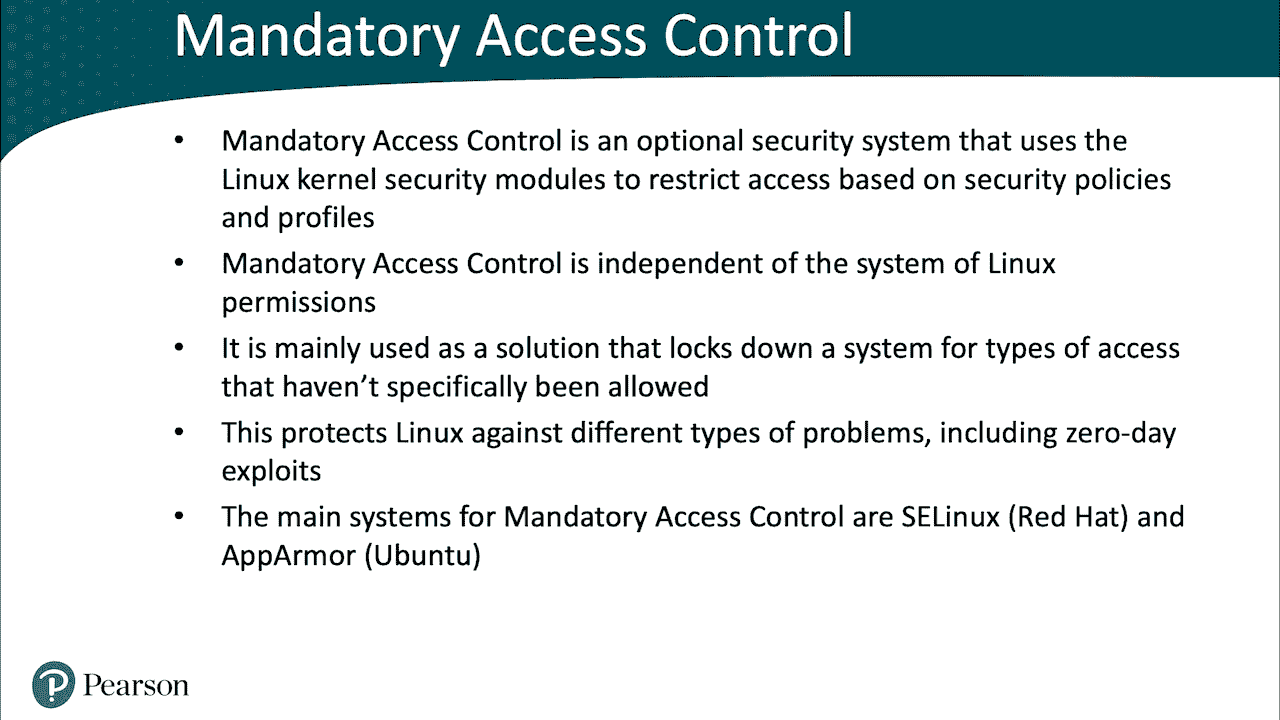 Mandatory Access Control
• Mandatory Access Control is an optional security system that uses the
Linux kernel security modules to restrict access based on security policies
and profiles
• Mandatory Access Control is independent of the system of Linux
permissions
• It is mainly used as a solution that locks down a system for types of access
that haven’t specifically been allowed
• This protects Linux against different types of problems, including zero-day
exploits
• The main systems for Mandatory Access Control are SELinux (Red Hat) and
AppArmor (Ubuntu)
Pearson